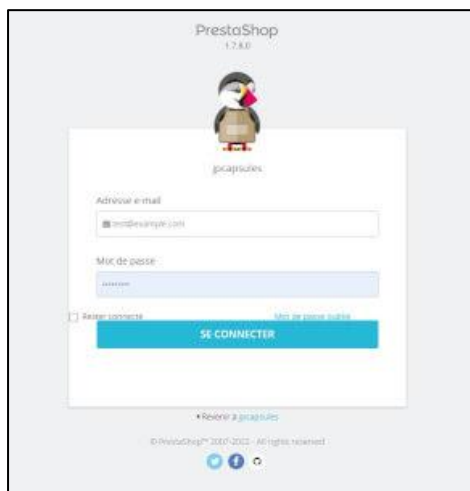 PrestaShop
1.7.8.0
jpcapsules
Adresse e-mail
test@example.com
Mot de passe
Rester connecté
Mot de passe oublié
SE CONNECTER
Revenir à jpcapsules
© PrestaShop™ 2007-2022 - All rights reserved